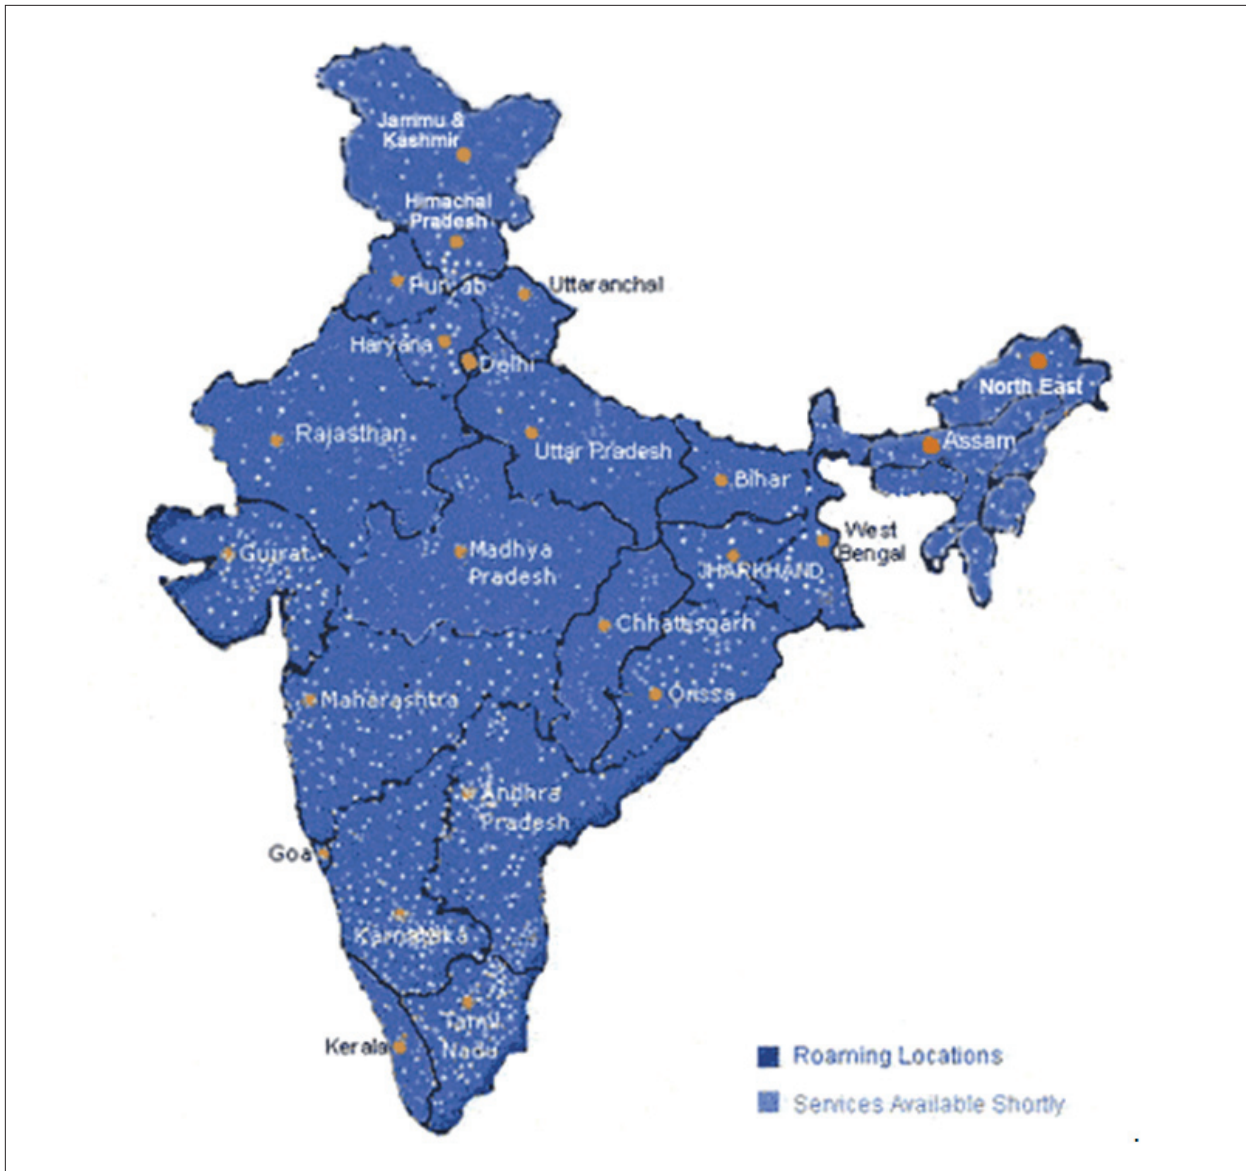 Jammu &
Kashmir
Himachal
Pradesh
Punjab
Uttaranchal
Haryana
Delhi
North East
Rajasthan
Uttar Pradesh
Assam
Bihar
West
Bengal
Gujrat
Madhya
Pradesh
JHARKHAND
Chhattisgarh
Maharashtra
Orissa
Andhra
Pradesh
Goa
Karnataka
Tamil
Nadu
Kerala
Roaming Locations
Services Available Shortly